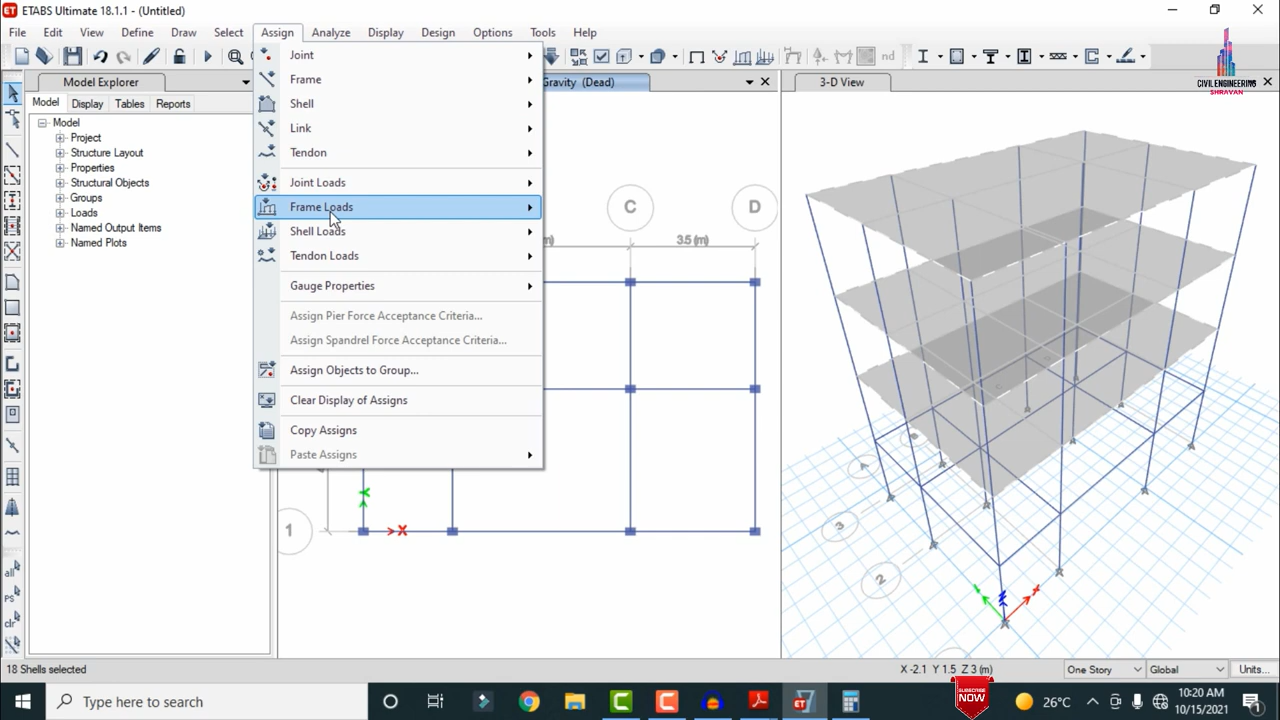 ETABS Ultimate 18.1.1 - (Untitled)
File Edit View Define Draw Select Assign Analyze Display Design Options Tools Help
nd
Model Explorer
Gravity (Dead)
3-D View
CIVIL ENGINEERING
SHRAVAN
Model Display Tables Reports
Model
Project
Structure Layout
Properties
Structural Objects
Groups
Loads
Named Output Items
Named Plots
Joint
Frame
Shell
Link
Tendon
Joint Loads
Frame Loads
Shell Loads
Tendon Loads
Gauge Properties
Assign Pier Force Acceptance Criteria...
Assign Spandrel Force Acceptance Criteria...
Assign Objects to Group...
Clear Display of Assigns
Copy Assigns
Paste Assigns
C D
3.5 (m)
1
X
3
2
all
PS
clr
18 Shells selected
X -2.1 Y 1.5 Z 3 (m)
One Story
Global
Units...
Type here to search
SUBSCRIBE
NOW
26°C
10:20 AM
10/15/2021